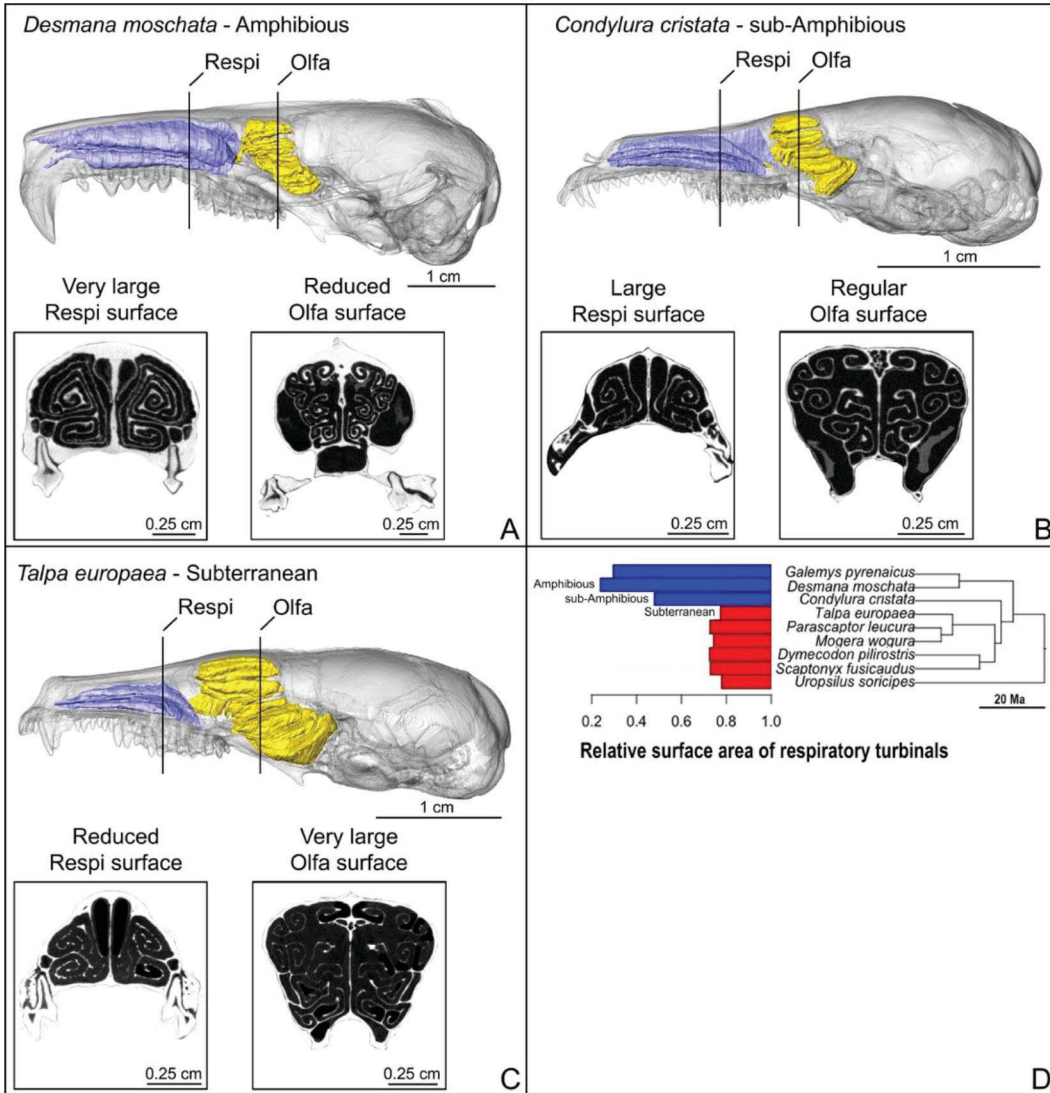 Desmana moschata - Amphibious
Respi
Olfa
1 cm
Very large
Respi surface
Reduced
Olfa surface
0.25 cm
0.25 cm
A
Condylura cristata - sub-Amphibious
Respi
Olfa
1 cm
Large
Respi surface
Regular
Olfa surface
0.25 cm
0.25 cm
B
Talpa europaea - Subterranean
Respi
Olfa
1 cm
Reduced
Respi surface
Very large
Olfa surface
0.25 cm
0.25 cm
C
Amphibious
sub-Amphibious
Subterranean
Galemys pyrenaicus
Desmana moschata
Condylura cristata
Talpa europaea
Parascaptor leucura
Mogera wogura
Dymecodon pilirostris
Scaptonyx fusicaudus
Uropsilus soricipes
20 Ma
0.2 0.4 0.6 0.8 1.0
Relative surface area of respiratory turbinals
D